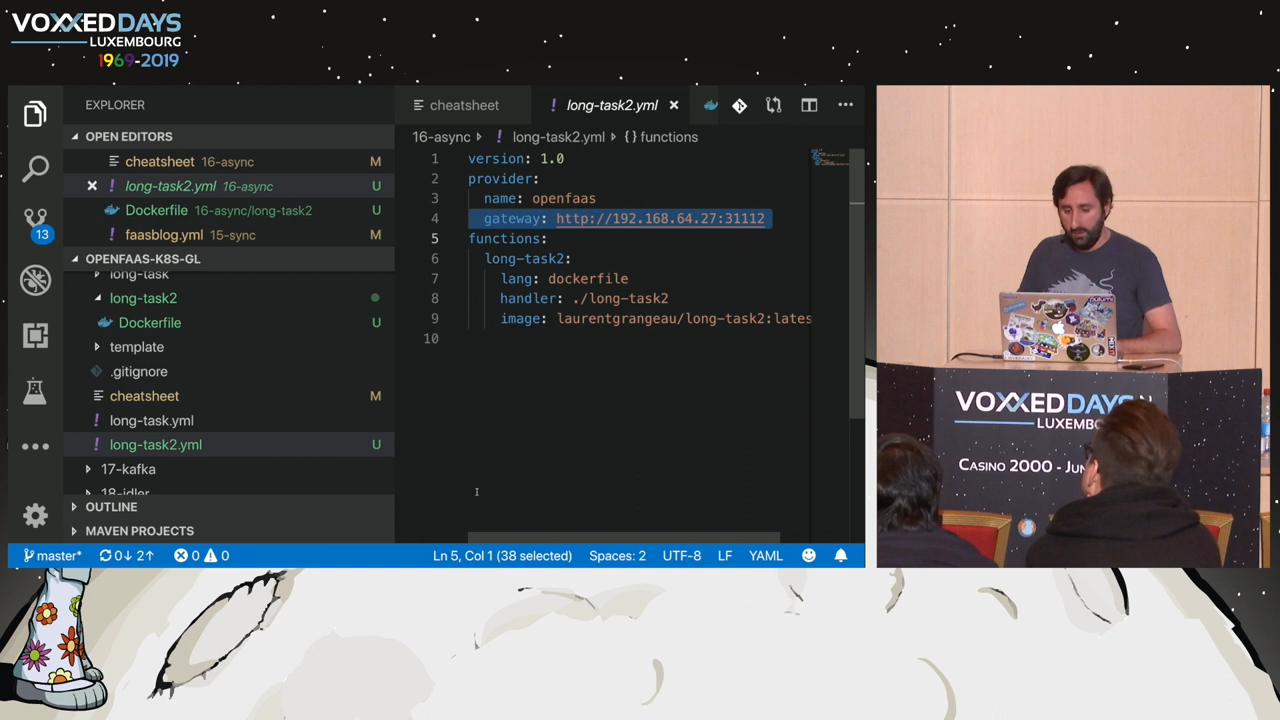 VOXXED DAYS
LUXEMBOURG
1969-2019
EXPLORER
OPEN EDITORS
cheatsheet 16-async M
long-task2.yml 16-async U
Dockerfile 16-async/long-task2 U
faasblog.yml 15-sync M
OPENFAAS-K8S-GL
long-task
long-task2
Dockerfile U
template
.gitignore
cheatsheet M
long-task.yml
long-task2.yml U
17-kafka
18-idler
OUTLINE
MAVEN PROJECTS
13
cheatsheet
long-task2.yml
16-async long-task2.yml {} functions
1 version: 1.0
2 provider:
3 name: openfaas
4 gateway: http://192.168.64.27:31112
5 functions:
6 long-task2:
7 lang: dockerfile
8 handler: ./long-task2
9 image: laurentgrangeau/long-task2:lates
10
master* 0↓ 2↑ 0 0 Ln 5, Col 1 (38 selected) Spaces: 2 UTF-8 LF YAML
VOXXED DAYS
CASINO 2000 -